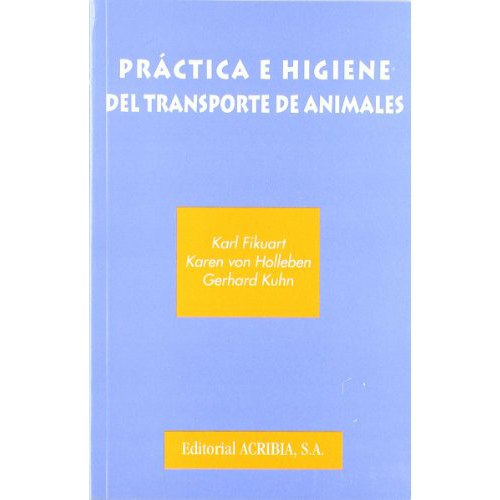 PRÁCTICA E HIGIENE
DEL TRANSPORTE DE ANIMALES
Karl Fikuart
Karen von Holleben
Gerhard Kuhn
Editorial ACRIBIA, S.A.